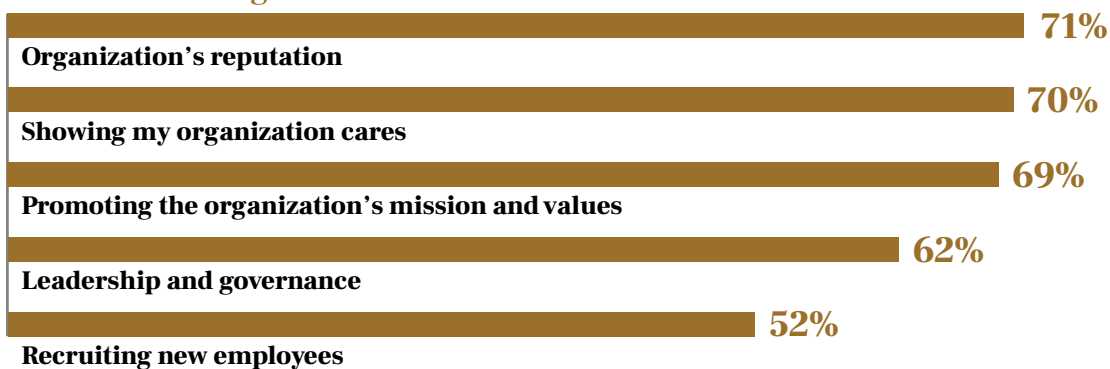 71%
Organization’s reputation
70%
Showing my organization cares
69%
Promoting the organization’s mission and values
62%
Leadership and governance
52%
Recruiting new employees